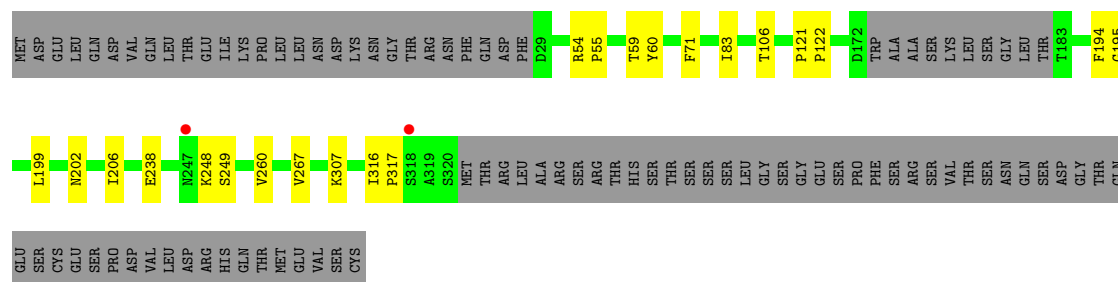 MET ASP GLU LEU GLN ASP VAL GLN LEU THR GLU ILE LYS PRO LEU LEU ASN ASP LYS ASN GLY THR ARG ASN PHE GLN ASP PHE D29 R54 P55 T59 Y60 F71 I83 T106 P121 P122 D172 TRP ALA ALA SER LYS LEU SER GLY LEU THR T183 F194 G195
L199 N202 I206 E238 N247 K248 S249 V260 V267 K307 I316 P317 S318 A319 S320 MET THR ARG LEU ALA ARG SER ARG THR HIS SER THR SER SER SER LEU GLY SER GLY GLU SER PRO PHE SER ARG SER VAL THR SER ASN GLN SER ASP GLY THR GLN
GLU SER CYS GLU SER PRO ASP VAL LEU ASP ARG HIS GLN THR MET GLU VAL SER CYS